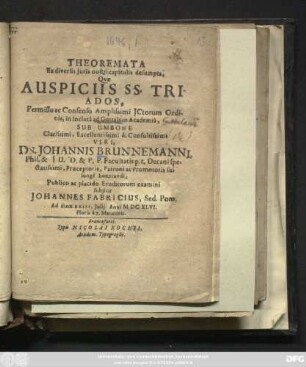 THEOREMATA
Ex diversis Juris nostri capitulis desumpta,
Quæ
AUSPICIIS SS. TRI-
ADOS,
Permissu ac Consensu Amplissimi JCtorum Ordi-
nis, in inclutâ ad Academiâ,
SUB UMBONE
Clarissimi, Excellentissimi & Consultissimi
VIRI,
DN. JOHANNIS BRUNNEMANNI,
Phil. & J U. D. & P. P. Facultatis p. t. Decani spe-
ctatissimi, Præceptoris, Patroni ac Promotoris sui
longè honorandi,
Publico ac placido Eruditorum examini
subjicit
JOHANNES FABRICIUS, Sed. Pom.
Ad diem Julii Anni M DC XLVI.
Horis
Francofurti
Typis NICOLAI KOCHII,
Academ. Typographi.